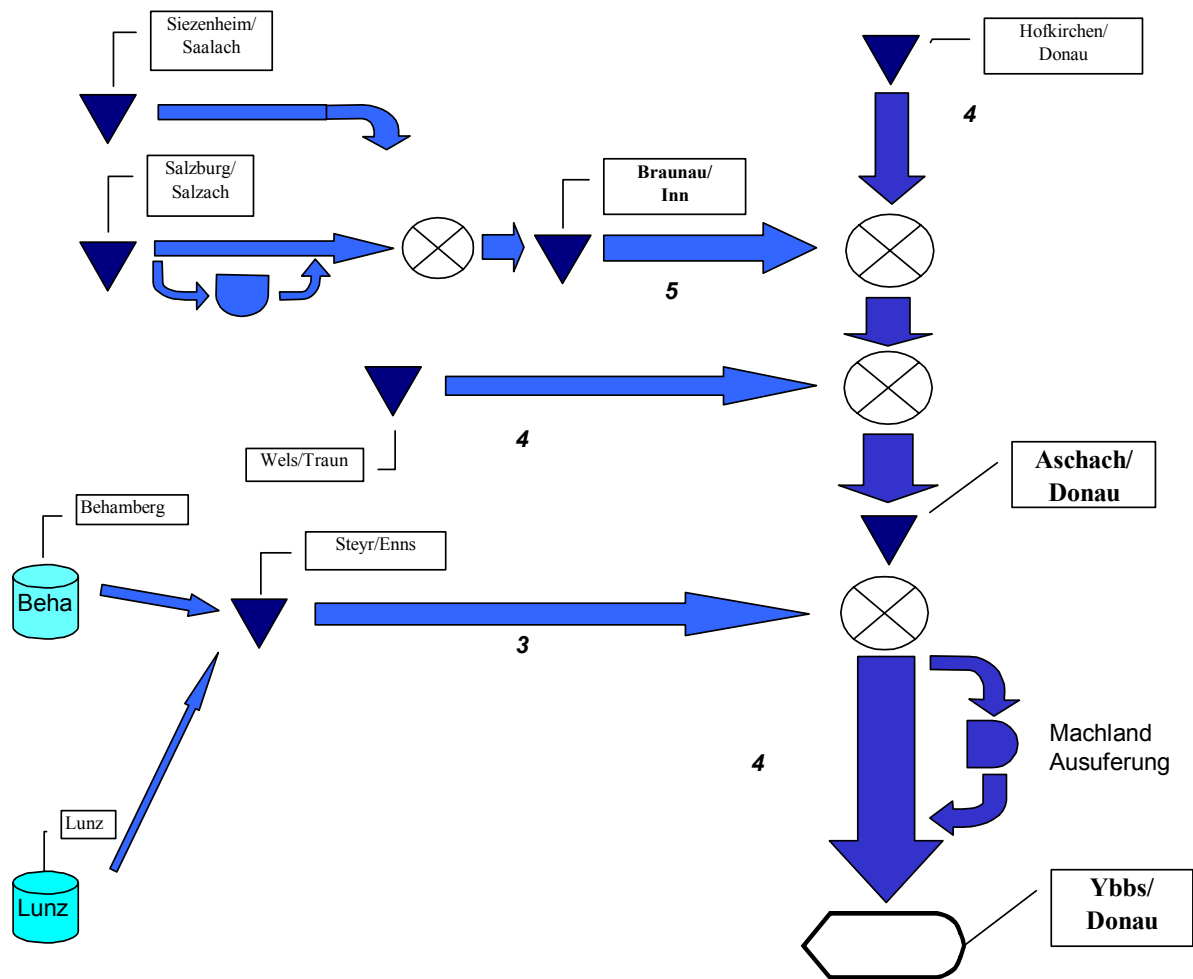 Siezenheim/
Saalach
Hofkirchen/
Donau
4
Salzburg/
Salzach
Braunau/
Inn
5
4
Wels/Traun
Aschach/
Donau
Behamberg
Steyr/Enns
Beha
3
Machland
Ausuferung
4
Lunz
Lunz
Ybbs/
Donau